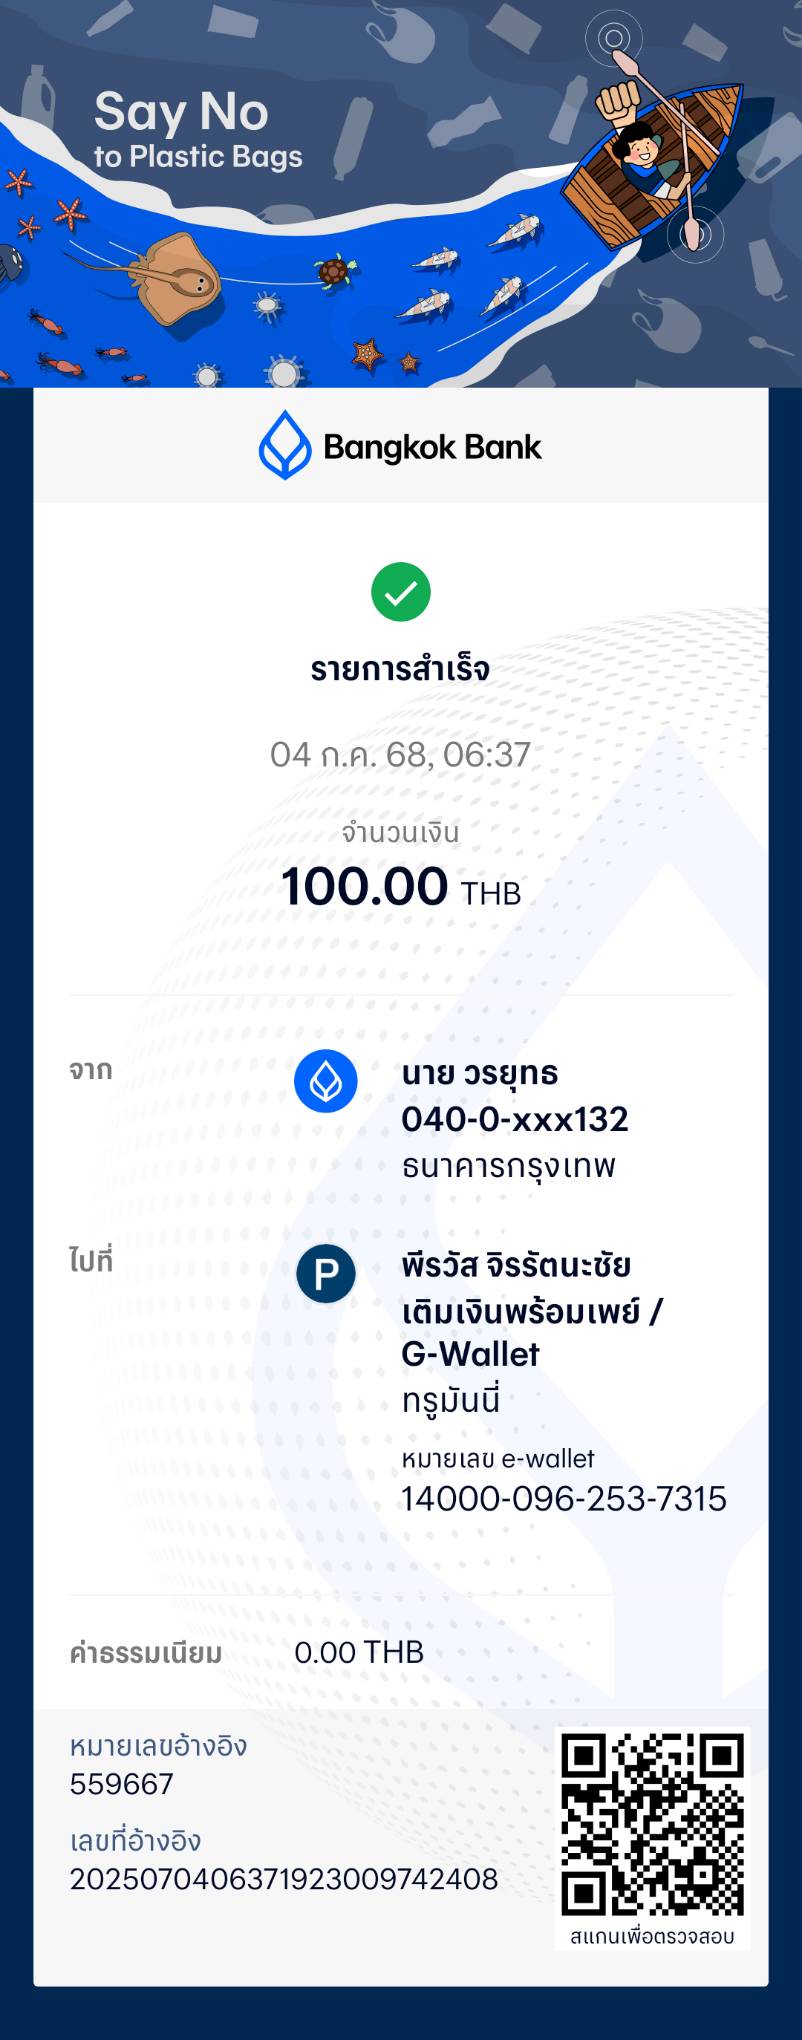 Say No
to Plastic Bags
Bangkok Bank
รายการสำเร็จ
04 ก.ค. 68, 06:37
จำนวนเงิน
100.00 THB
จาก
นาย วรยุทธ
040-0-xxx132
ธนาคารกรุงเทพ
ไปที่
P
พีรวัส จิรรัตนะชัย
เติมเงินพร้อมเพย์ /
G-Wallet
ทรูมันนี่
หมายเลข e-wallet
14000-096-253-7315
ค่าธรรมเนียม 0.00 THB
หมายเลขอ้างอิง
559667
เลขที่อ้างอิง
2025070406371923009742408
สแกนเพื่อตรวจสอบ